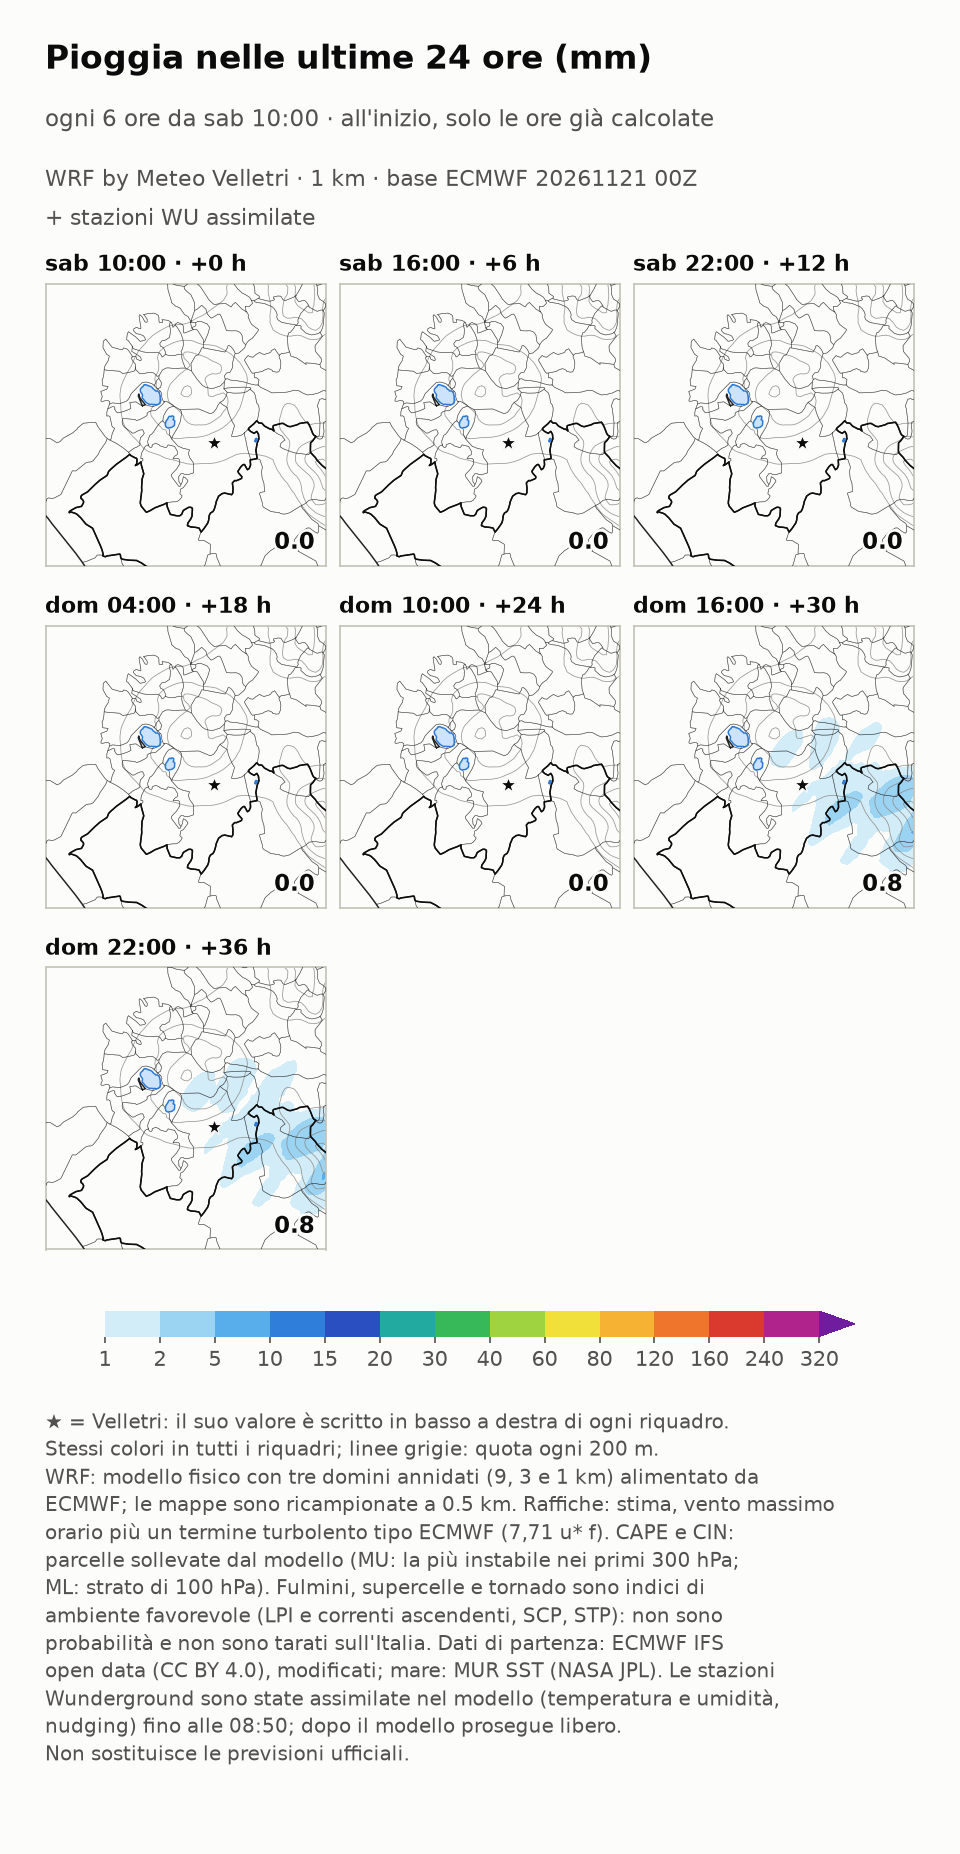 Pioggia nelle ultime 24 ore (mm)
ogni 6 ore da sab 10:00 · all'inizio, solo le ore già calcolate
WRF by Meteo Velletri · 1 km · base ECMWF 20261121 00Z
+ stazioni WU assimilate
sab 10:00 · +0 h
sab 16:00 · +6 h
sab 22:00 · +12 h
0.0
0.0
0.0
dom 04:00 · +18 h
dom 10:00 · +24 h
dom 16:00 · +30 h
0.0
0.0
0.8
dom 22:00 · +36 h
0.8
1 2 5 10 15 20 30 40 60 80 120 160 240 320
★ = Velletri: il suo valore è scritto in basso a destra di ogni riquadro.
Stessi colori in tutti i riquadri; linee grigie: quota ogni 200 m.
WRF: modello fisico con tre domini annidati (9, 3 e 1 km) alimentato da
ECMWF; le mappe sono ricampionate a 0.5 km. Raffiche: stima, vento massimo
orario più un termine turbolento tipo ECMWF (7,71 u* f). CAPE e CIN:
parcelle sollevate dal modello (MU: la più instabile nei primi 300 hPa;
ML: strato di 100 hPa). Fulmini, supercelle e tornado sono indici di
ambiente favorevole (LPI e correnti ascendenti, SCP, STP): non sono
probabilità e non sono tarati sull'Italia. Dati di partenza: ECMWF IFS
open data (CC BY 4.0), modificati; mare: MUR SST (NASA JPL). Le stazioni
Wunderground sono state assimilate nel modello (temperatura e umidità,
nudging) fino alle 08:50; dopo il modello prosegue libero.
Non sostituisce le previsioni ufficiali.